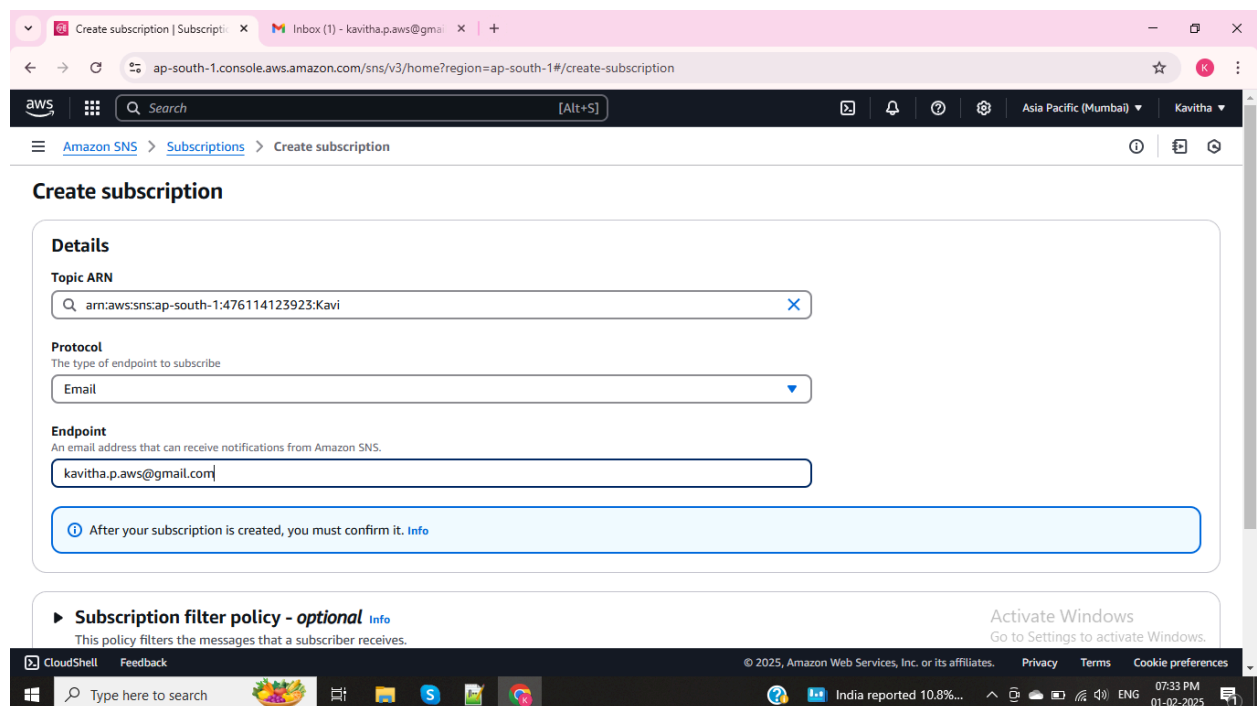 Create subscription | Subscriptic
Inbox (1) - kavitha.p.aws@gmai
ap-south-1.console.aws.amazon.com/sns/v3/home?region=ap-south-1#/create-subscription
K
aws
Search
[Alt+S]
Asia Pacific (Mumbai)
Kavitha
Amazon SNS > Subscriptions > Create subscription
Create subscription
Details
Topic ARN
arn:aws:sns:ap-south-1:476114123923:Kavi
Protocol
The type of endpoint to subscribe
Email
Endpoint
An email address that can receive notifications from Amazon SNS.
kavitha.p.aws@gmail.com
After your subscription is created, you must confirm it. Info
Subscription filter policy - optional Info
This policy filters the messages that a subscriber receives.
Activate Windows
Go to Settings to activate Windows.
CloudShell Feedback
© 2025, Amazon Web Services, Inc. or its affiliates. Privacy Terms Cookie preferences
Type here to search
India reported 10.8%...
ENG
07:33 PM
01-02-2025